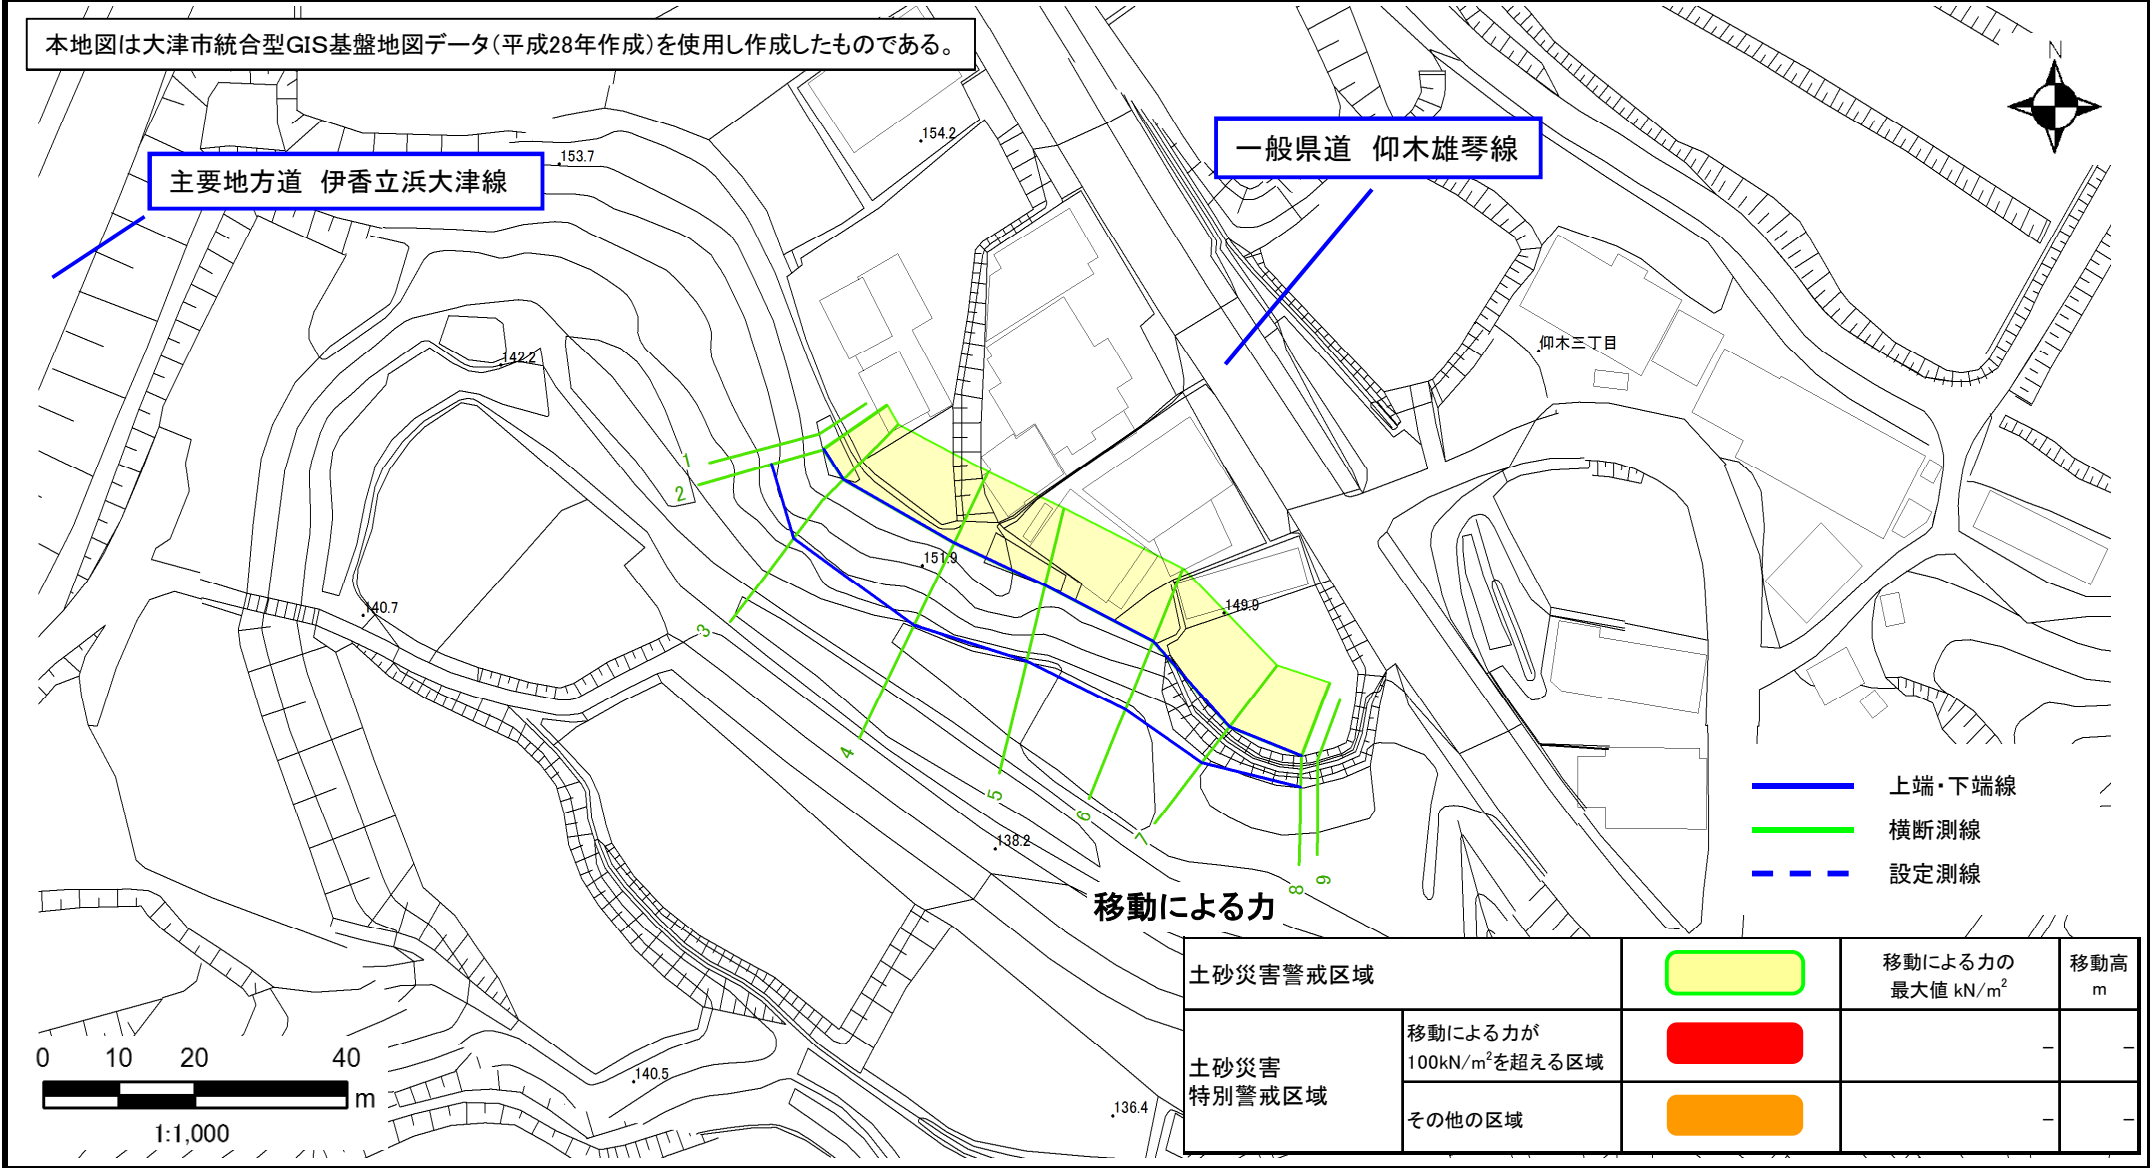 本地図は大津市統合型GIS基盤地図データ(平成28年作成)を使用し作成したものである。
N
154.2
153.7
一般県道　仰木雄琴線
主要地方道　伊香立浜大津線
仰木三丁目
142.2
1
2
151.9
149.9
140.7
3
4
5
6
7
8
9
138.2
上端・下端線
横断測線
設定測線
移動による力
土砂災害警戒区域
移動による力の
最大値 kN/m²
移動高
m
土砂災害
特別警戒区域
移動による力が
100kN/m²を超える区域
－
－
その他の区域
－
－
0 10 20 40
m
1:1,000
140.5
136.4